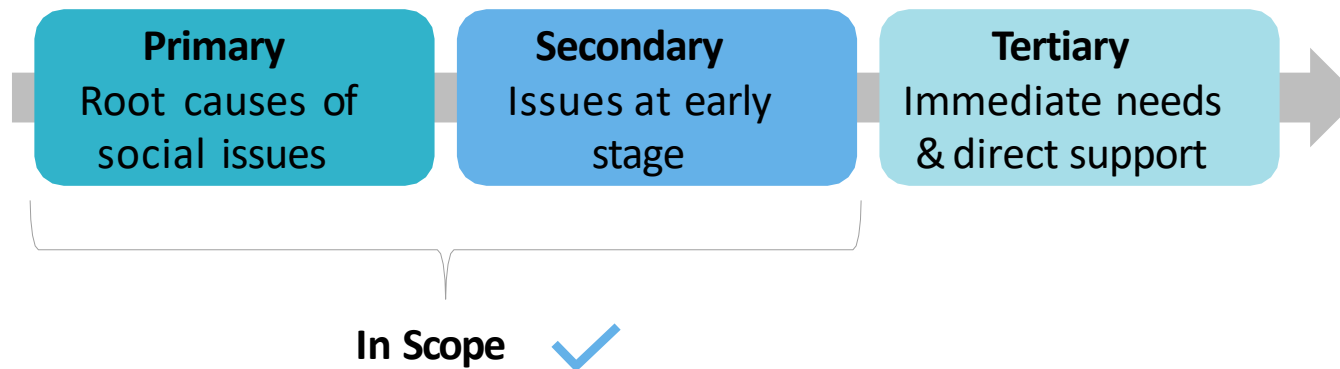 Primary
Root causes of
social issues
Secondary
Issues at early
stage
Tertiary
Immediate needs
& direct support
In Scope